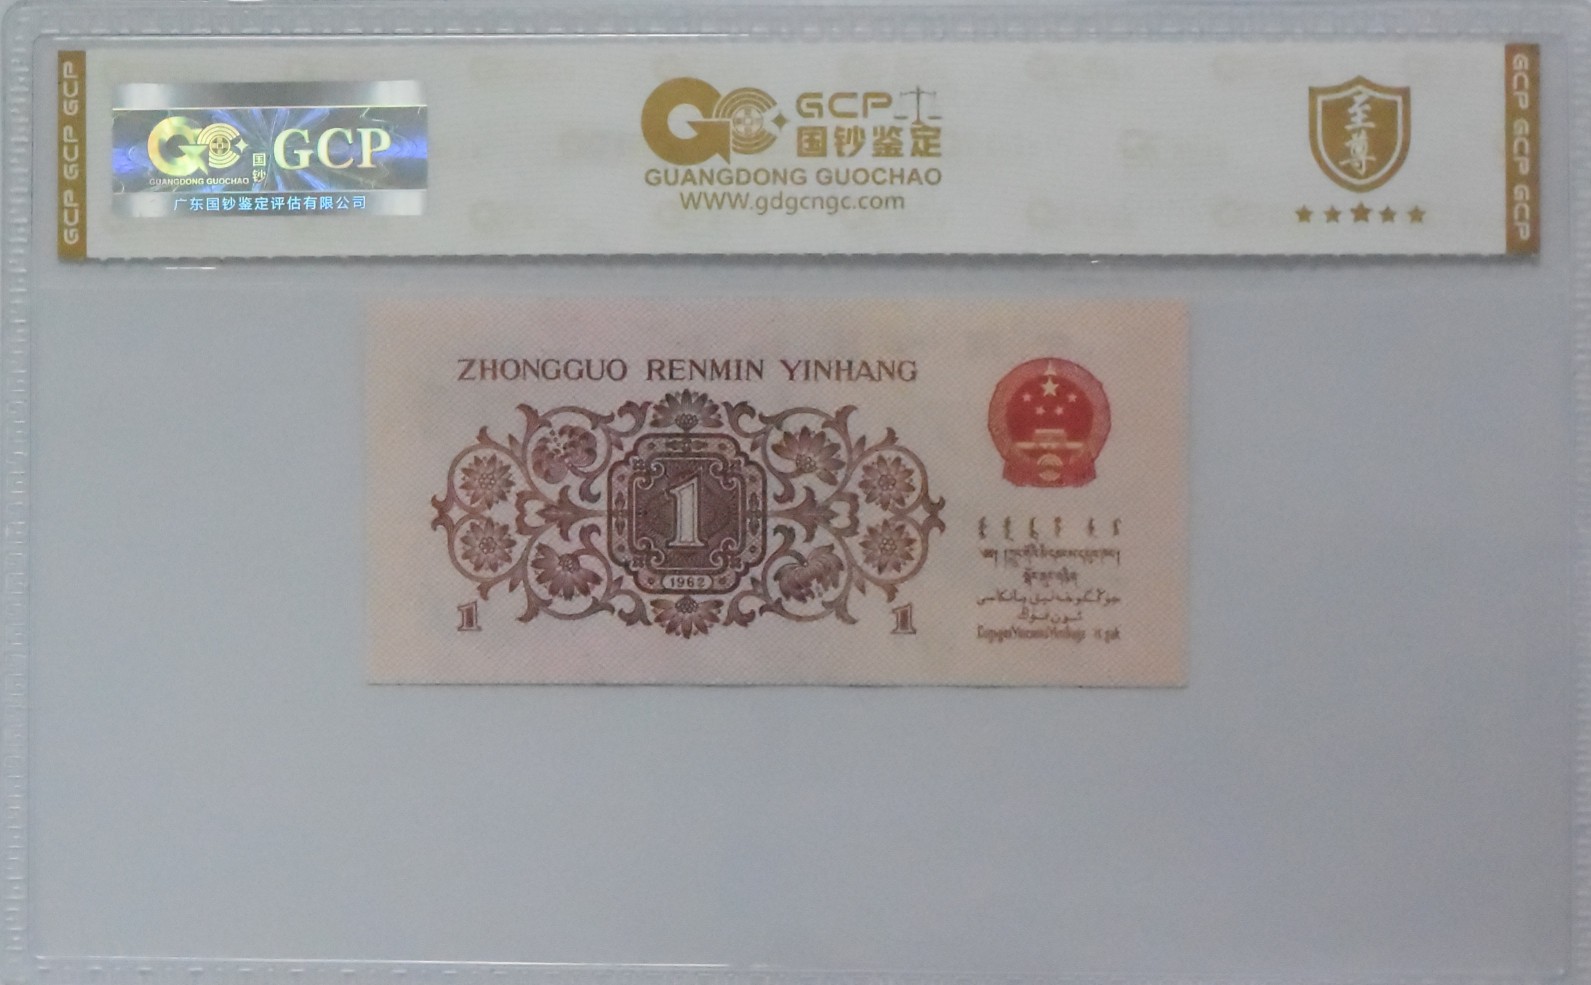 GCP GCP GCP
GUANGDONG GUOCHAO
国钞
GCP
广东国钞鉴定评估有限公司
GCP
国钞鉴定
GUANGDONG GUOCHAO
WWW.gdgcngc.com
至尊
GCP GCP GCP
ZHONGGUO RENMIN YINHANG
1
1962
1
1